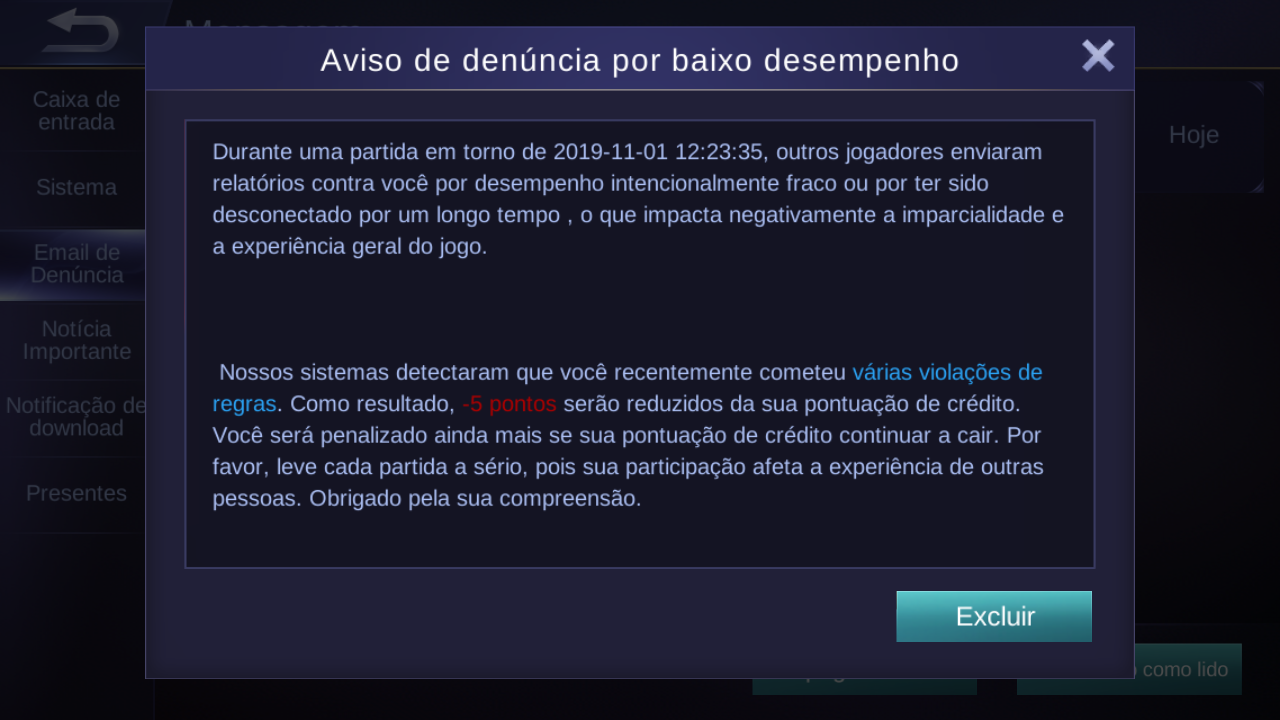 Aviso de denúncia por baixo desempenho
Caixa de
entrada
Hoje
Durante uma partida em torno de 2019-11-01 12:23:35, outros jogadores enviaram
relatórios contra você por desempenho intencionalmente fraco ou por ter sido
desconectado por um longo tempo , o que impacta negativamente a imparcialidade e
a experiência geral do jogo.
Sistema
Email de
Denúncia
Notícia
Importante
Nossos sistemas detectaram que você recentemente cometeu várias violações de
regras. Como resultado, -5 pontos serão reduzidos da sua pontuação de crédito.
Você será penalizado ainda mais se sua pontuação de crédito continuar a cair. Por
favor, leve cada partida a sério, pois sua participação afeta a experiência de outras
pessoas. Obrigado pela sua compreensão.
Notificação de
download
Presentes
Excluir
como lido